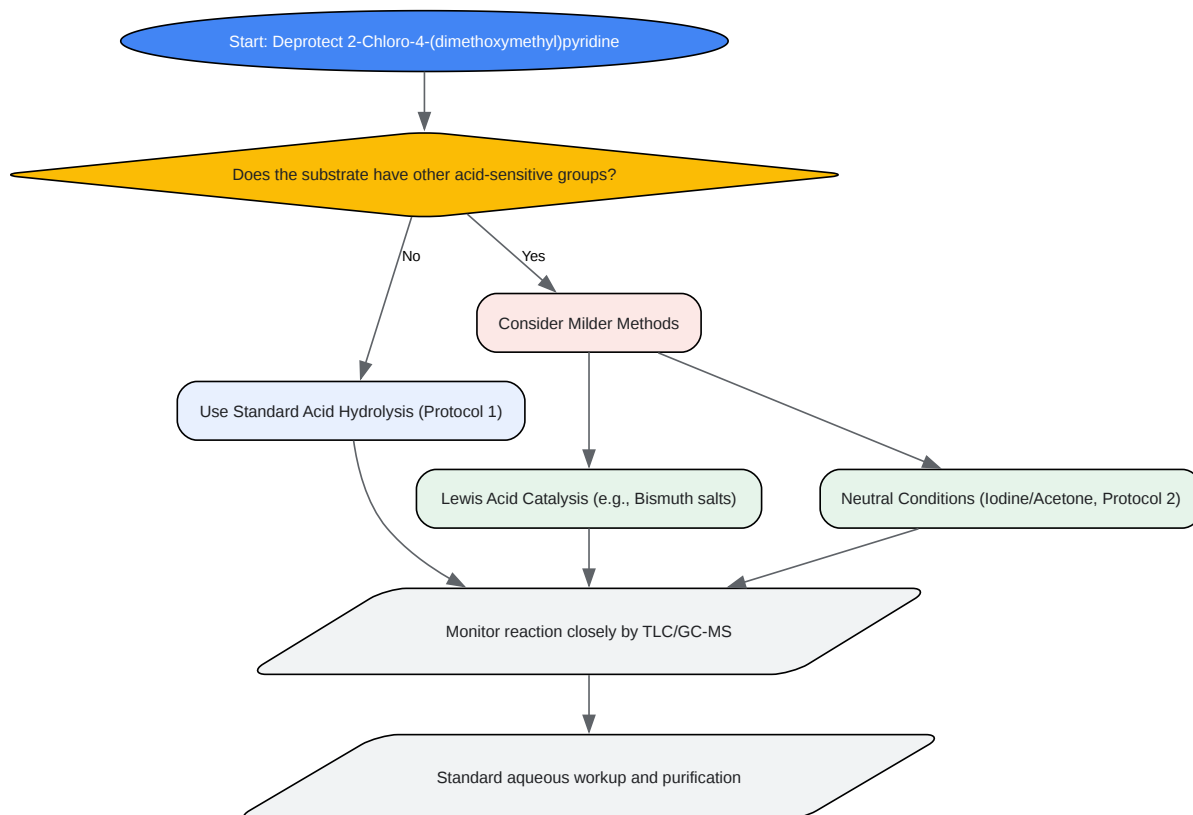 Start: Deprotect 2-Chloro-4-(dimethoxymethyl)pyridine
Does the substrate have other acid-sensitive groups?
No
Yes
Consider Milder Methods
Use Standard Acid Hydrolysis (Protocol 1)
Lewis Acid Catalysis (e.g., Bismuth salts)
Neutral Conditions (Iodine/Acetone, Protocol 2)
Monitor reaction closely by TLC/GC-MS
Standard aqueous workup and purification